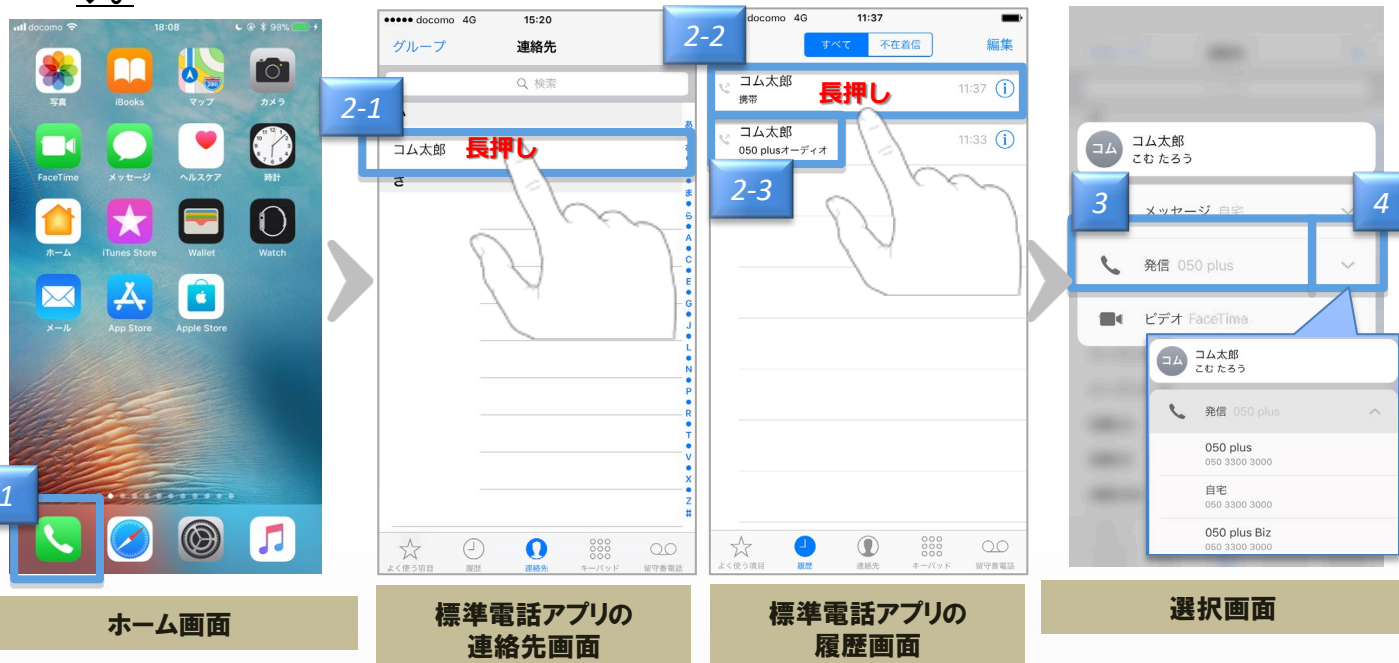 す。
docomo 18:08 98%
写真 iBooks マップ カメラ
FaceTime メッセージ ヘルスケア 時計
ホーム iTunes Store Wallet Watch
メール App Store Apple Store
1
ホーム画面
docomo 4G 15:20
グループ 連絡先
検索
2-1
コム太郎 長押し
さ
あ
ま
ら
A
C
E
G
J
L
N
P
R
T
V
X
Z
#
よく使う項目 履歴 連絡先 キーパッド 留守番電話
標準電話アプリの
連絡先画面
docomo 4G 11:37
2-2
すべて 不在着信 編集
コム太郎 長押し 11:37
携帯
コム太郎 11:33
050 plusオーディオ
2-3
よく使う項目 履歴 連絡先 キーパッド 留守番電話
標準電話アプリの
履歴画面
コム コム太郎
こむ たろう
3
4
メッセージ 自宅
発信 050 plus
ビデオ FaceTime
コム コム太郎
こむ たろう
発信 050 plus
050 plus
050 3300 3000
自宅
050 3300 3000
050 plus Biz
050 3300 3000
選択画面